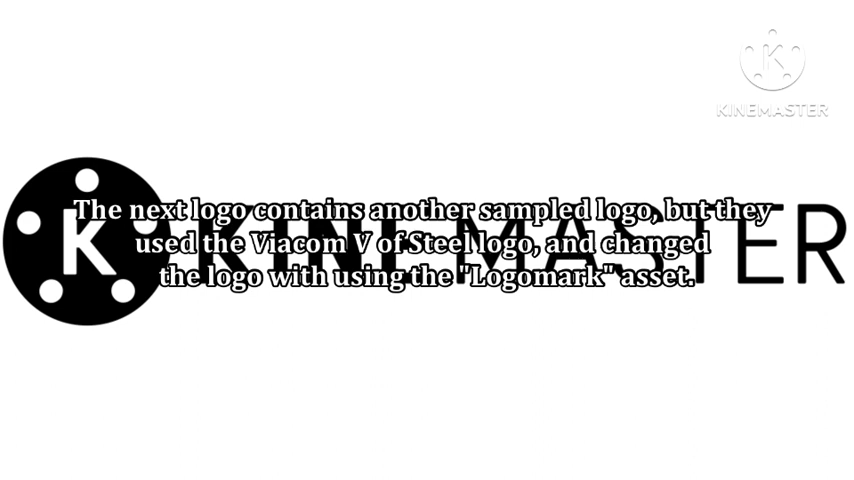 K
KINEMASTER
The next logo contains another sampled logo, but they
used the Viacom V of Steel logo, and changed
the logo with using the "Logomark" asset.
K
KINEMASTER